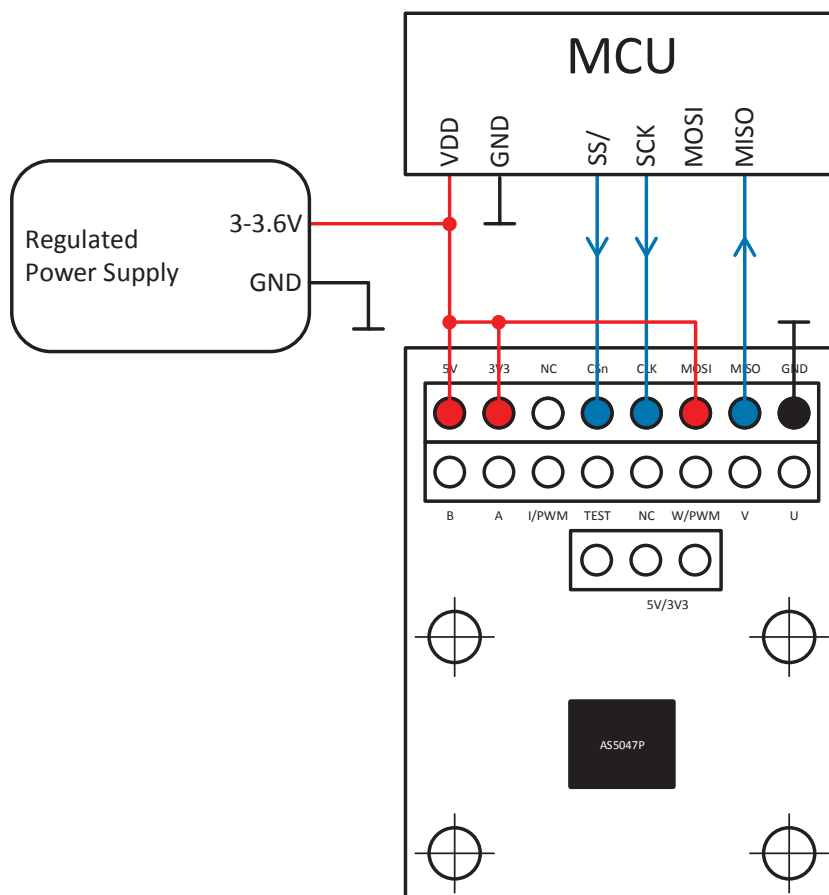 MCU
VDD GND SS/ SCK MOSI MISO
Regulated
Power Supply
3-3.6V
GND
5V 3V3 NC CSn CLK MOSI MISO GND
B A I/PWM TEST NC W/PWM V U
5V/3V3
AS5047P